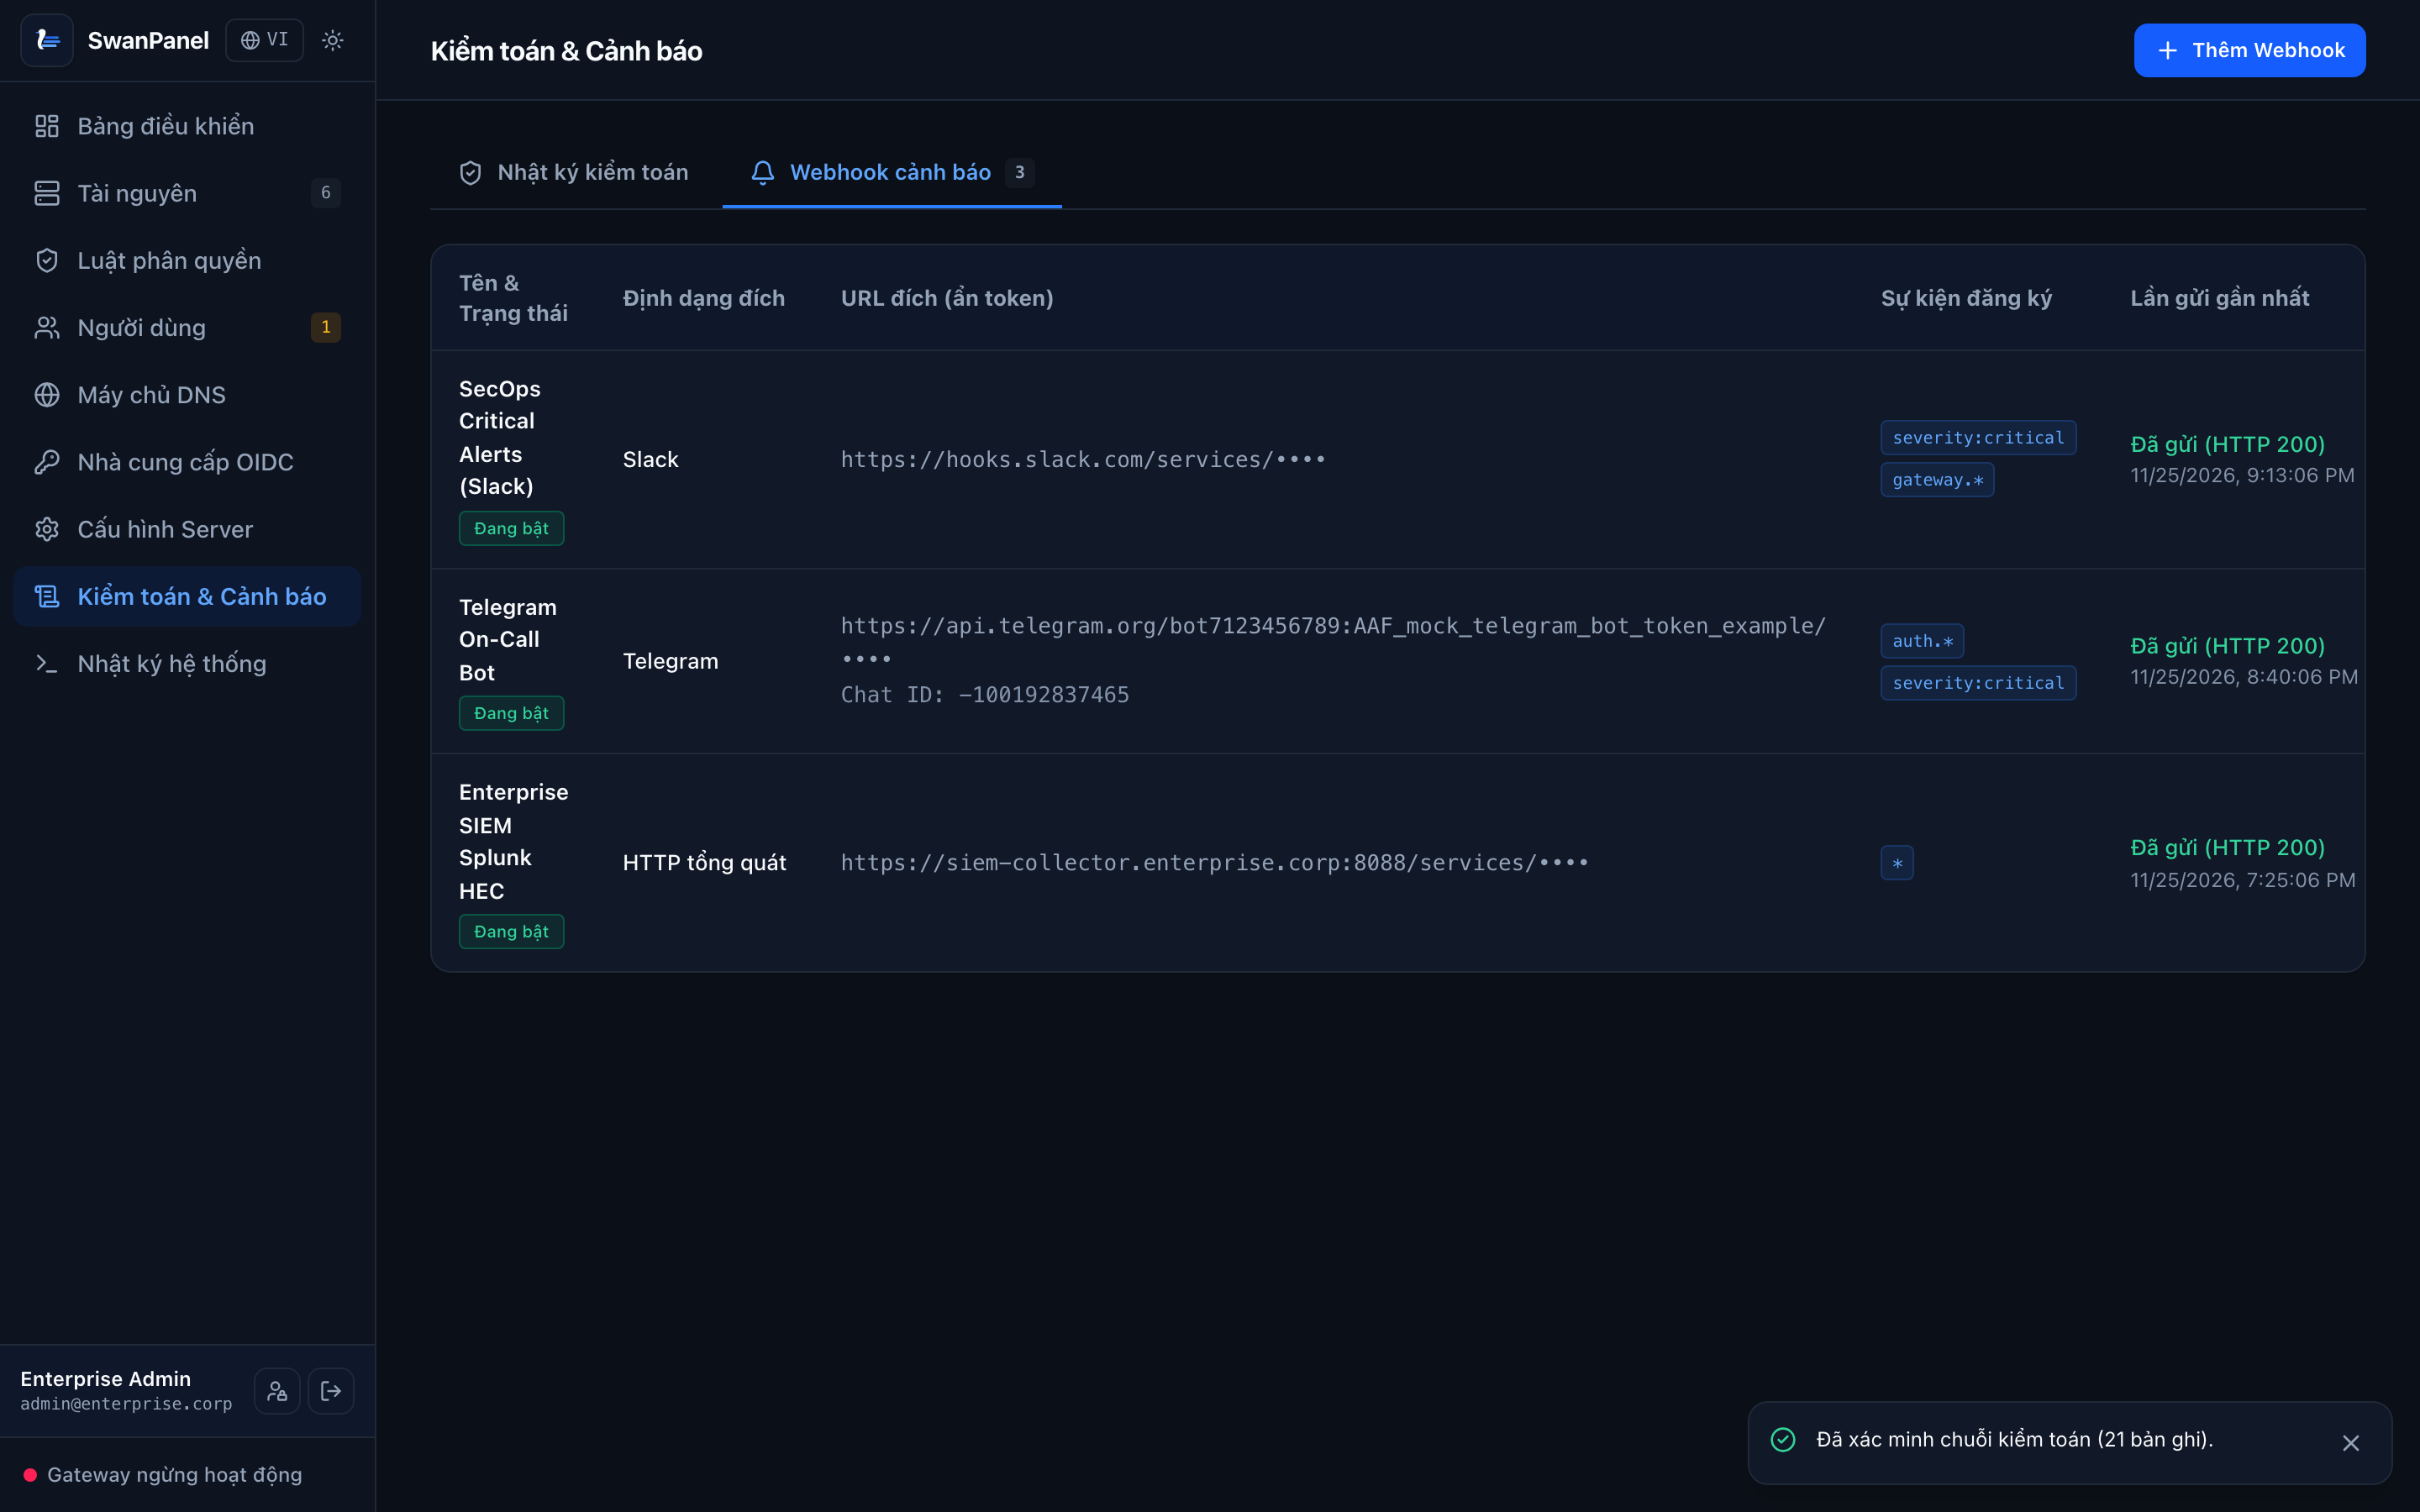 SwanPanel
VI
Bảng điều khiển
Tài nguyên
6
Luật phân quyền
Người dùng
1
Máy chủ DNS
Nhà cung cấp OIDC
Cấu hình Server
Kiểm toán & Cảnh báo
Nhật ký hệ thống
Enterprise Admin
admin@enterprise.corp
Gateway ngừng hoạt động
Kiểm toán & Cảnh báo
Thêm Webhook
Nhật ký kiểm toán
Webhook cảnh báo
3
Tên &
Trạng thái
Định dạng đích
URL đích (ẩn token)
Sự kiện đăng ký
Lần gửi gần nhất
SecOps
Critical
Alerts
(Slack)
Đang bật
Slack
https://hooks.slack.com/services/••••
severity:critical
gateway.*
Đã gửi (HTTP 200)
11/25/2026, 9:13:06 PM
Telegram
On-Call
Bot
Đang bật
Telegram
https://api.telegram.org/bot7123456789:AAF_mock_telegram_bot_token_example/
••••
Chat ID: -100192837465
auth.*
severity:critical
Đã gửi (HTTP 200)
11/25/2026, 8:40:06 PM
Enterprise
SIEM
Splunk
HEC
Đang bật
HTTP tổng quát
https://siem-collector.enterprise.corp:8088/services/••••
*
Đã gửi (HTTP 200)
11/25/2026, 7:25:06 PM
Đã xác minh chuỗi kiểm toán (21 bản ghi).